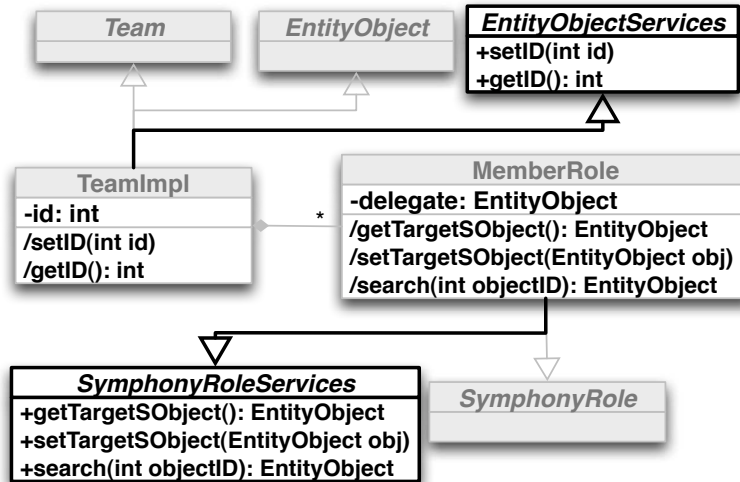 Team
EntityObject
EntityObjectServices
+setID(int id)
+getID(): int
TeamImpl
-id: int
/setID(int id)
/getID(): int
*
MemberRole
-delegate: EntityObject
/getTargetSObject(): EntityObject
/setTargetSObject(EntityObject obj)
/search(int objectID): EntityObject
SymphonyRoleServices
+getTargetSObject(): EntityObject
+setTargetSObject(EntityObject obj)
+search(int objectID): EntityObject
SymphonyRole